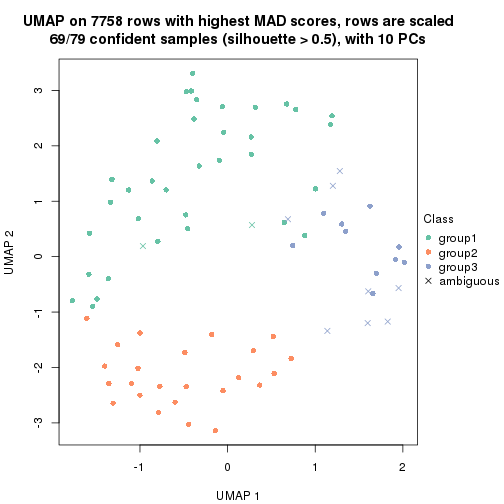 UMAP on 7758 rows with highest MAD scores, rows are scaled
69/79 confident samples (silhouette > 0.5), with 10 PCs
3
2
1
0
-1
-2
-3
UMAP 2
-1
0
1
2
UMAP 1
Class
group1
group2
group3
ambiguous